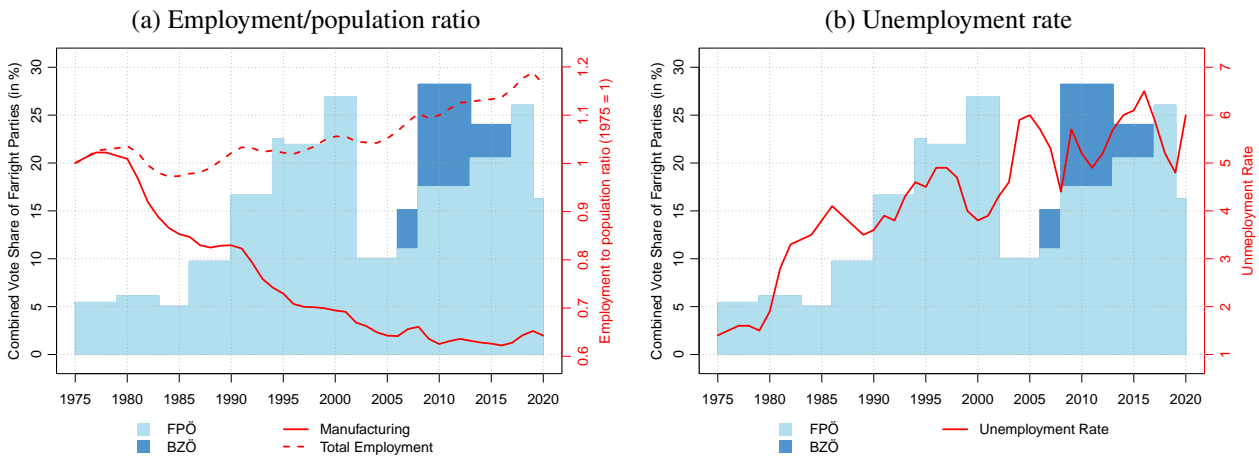 (a) Employment/population ratio
Combined Vote Share of Farright Parties (in %)
30
25
20
15
10
5
0
1.2
1.1
1
0.9
0.8
0.7
0.6
Employment to population ratio (1975 = 1)
1975 1980 1985 1990 1995 2000 2005 2010 2015 2020
FPÖ
BZÖ
Manufacturing
Total Employment
(b) Unemployment rate
Combined Vote Share of Farright Parties (in %)
30
25
20
15
10
5
0
7
6
5
4
3
2
1
Unmeployment Rate
1975 1980 1985 1990 1995 2000 2005 2010 2015 2020
FPÖ
BZÖ
Unemployment Rate